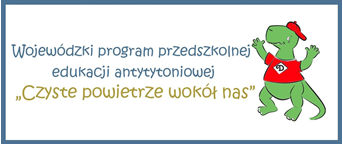 Wojewódzki program przedszkolnej
edukacji antytytoniowej
„Czyste powietrze wokół nas”